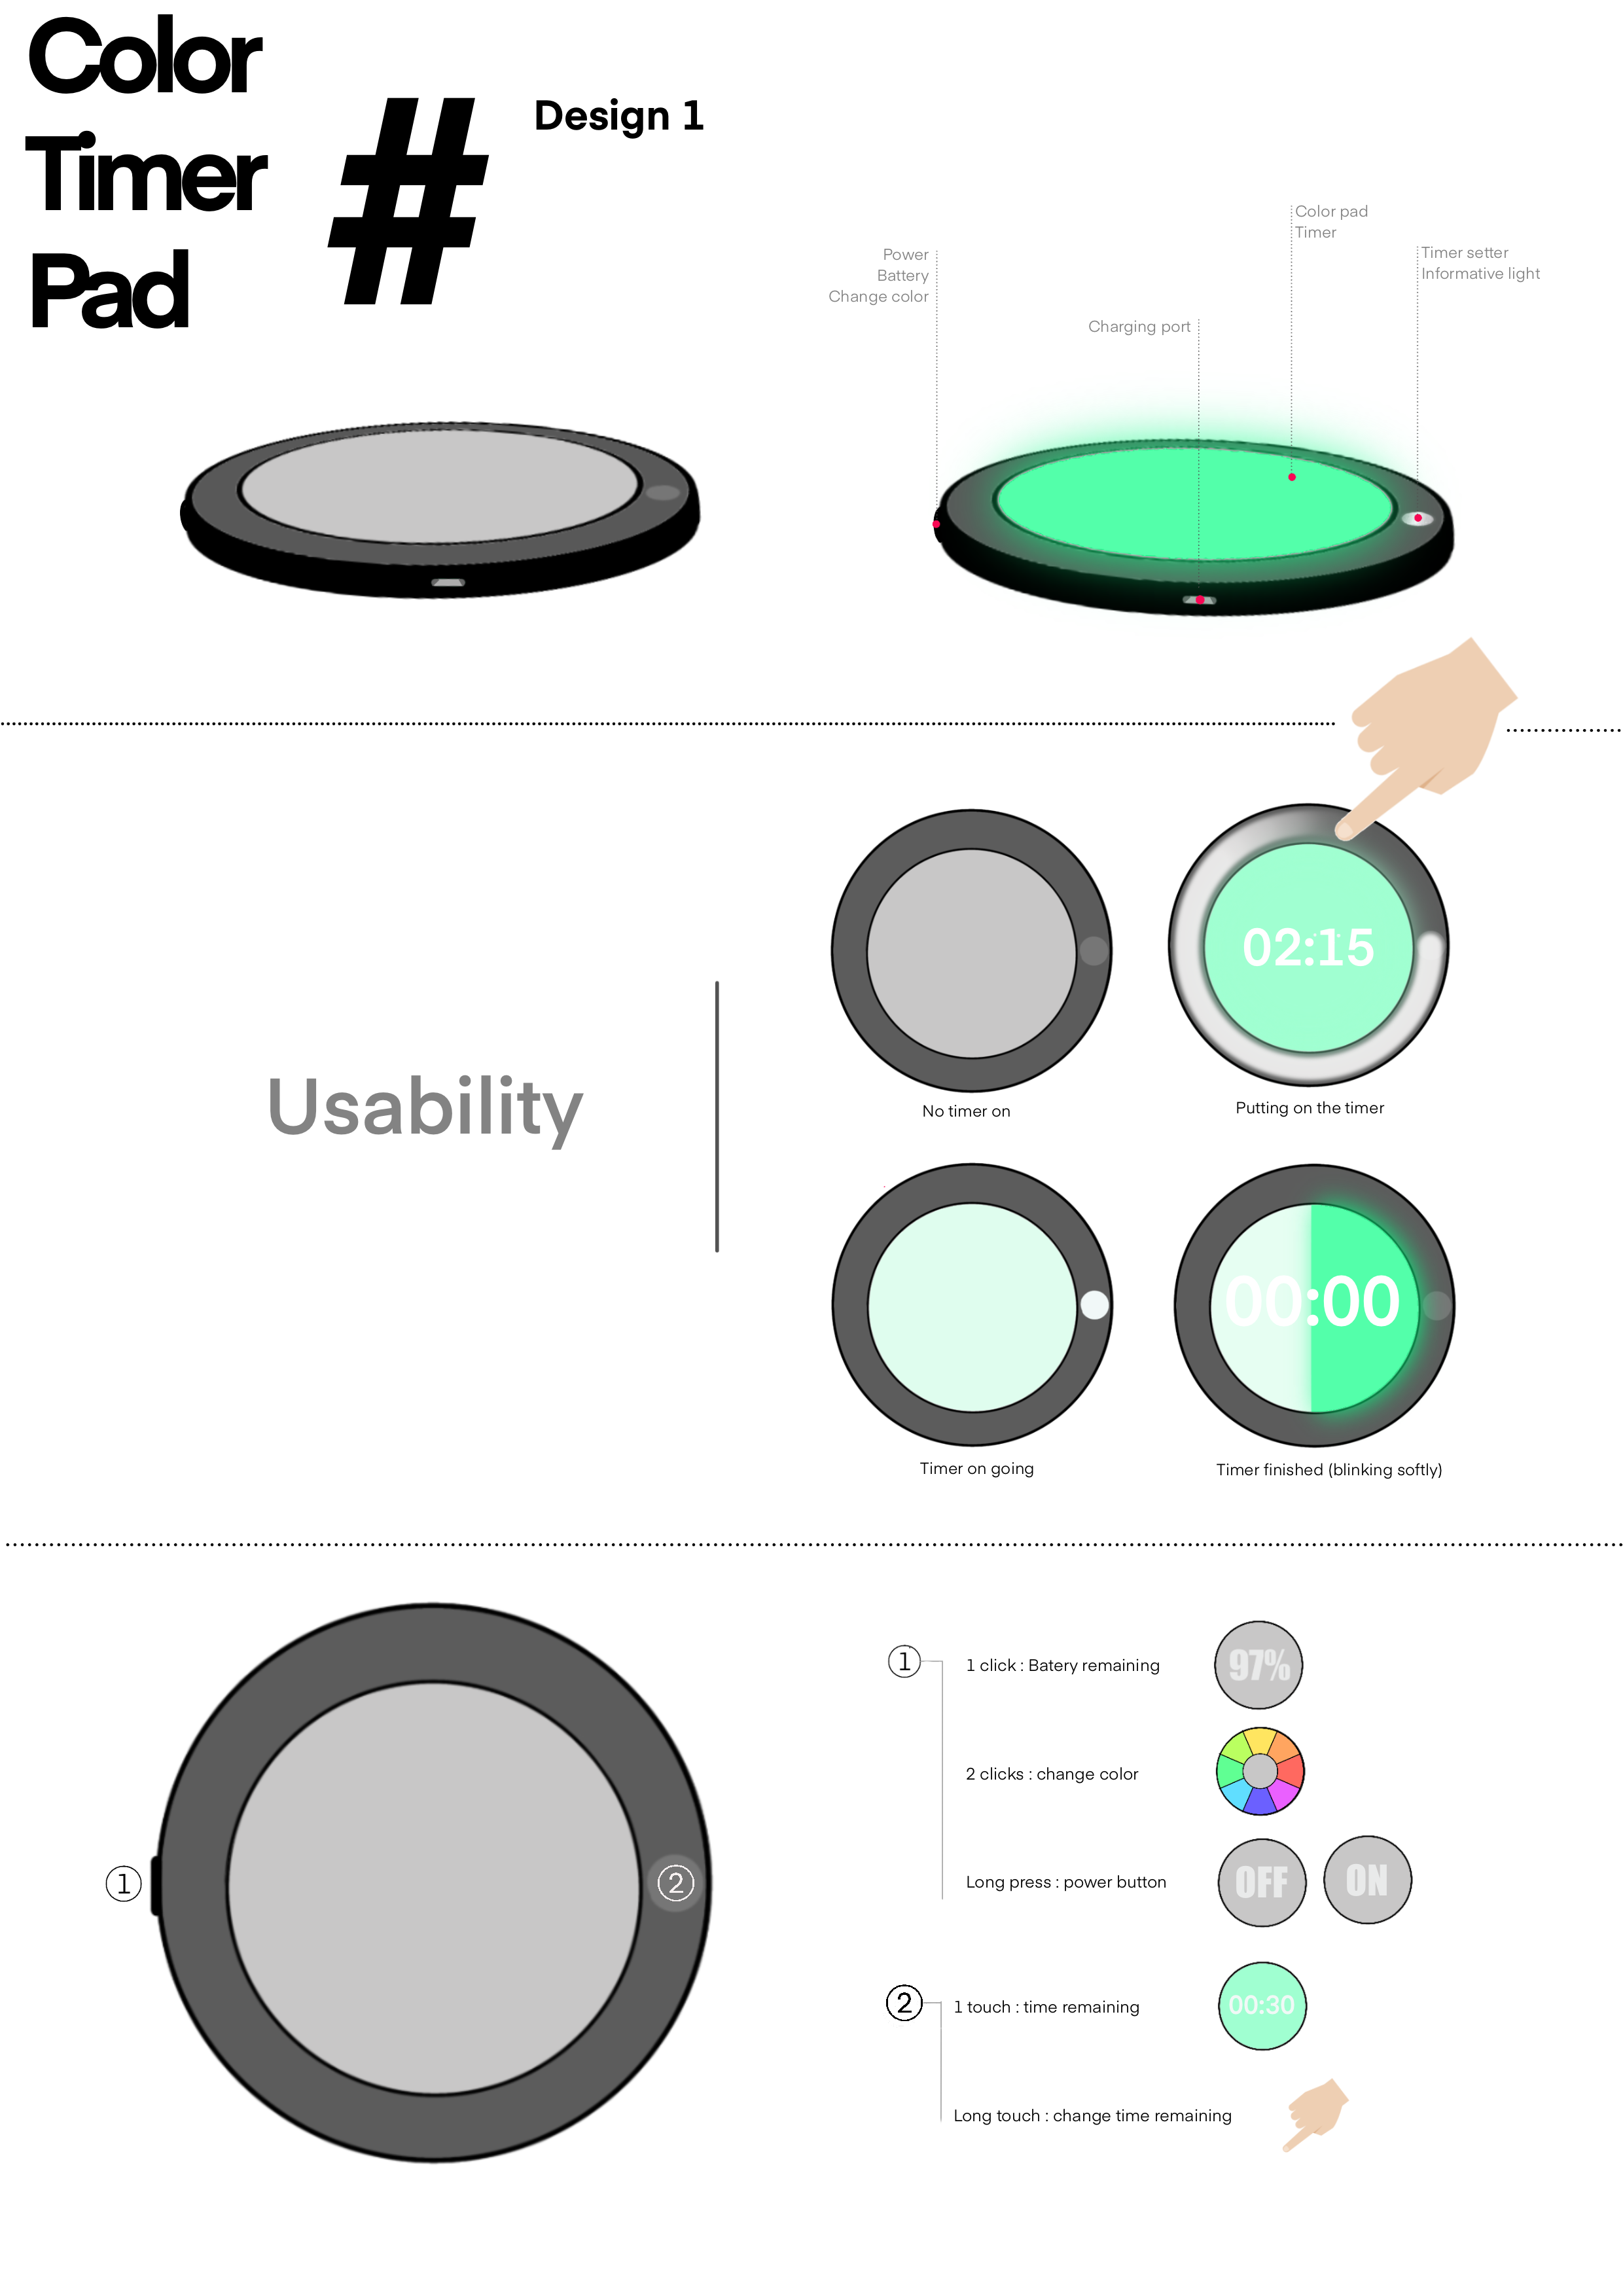 Color
Timer
Pad
#
Design 1
Power
Battery
Change color
Charging port
Color pad
Timer
Timer setter
Informative light
Usability
02:15
No timer on
Putting on the timer
00:00
Timer on going
Timer finished (blinking softly)
1
2
1
1 click : Batery remaining
97%
2 clicks : change color
Long press : power button
OFF
ON
2
1 touch : time remaining
00:30
Long touch : change time remaining